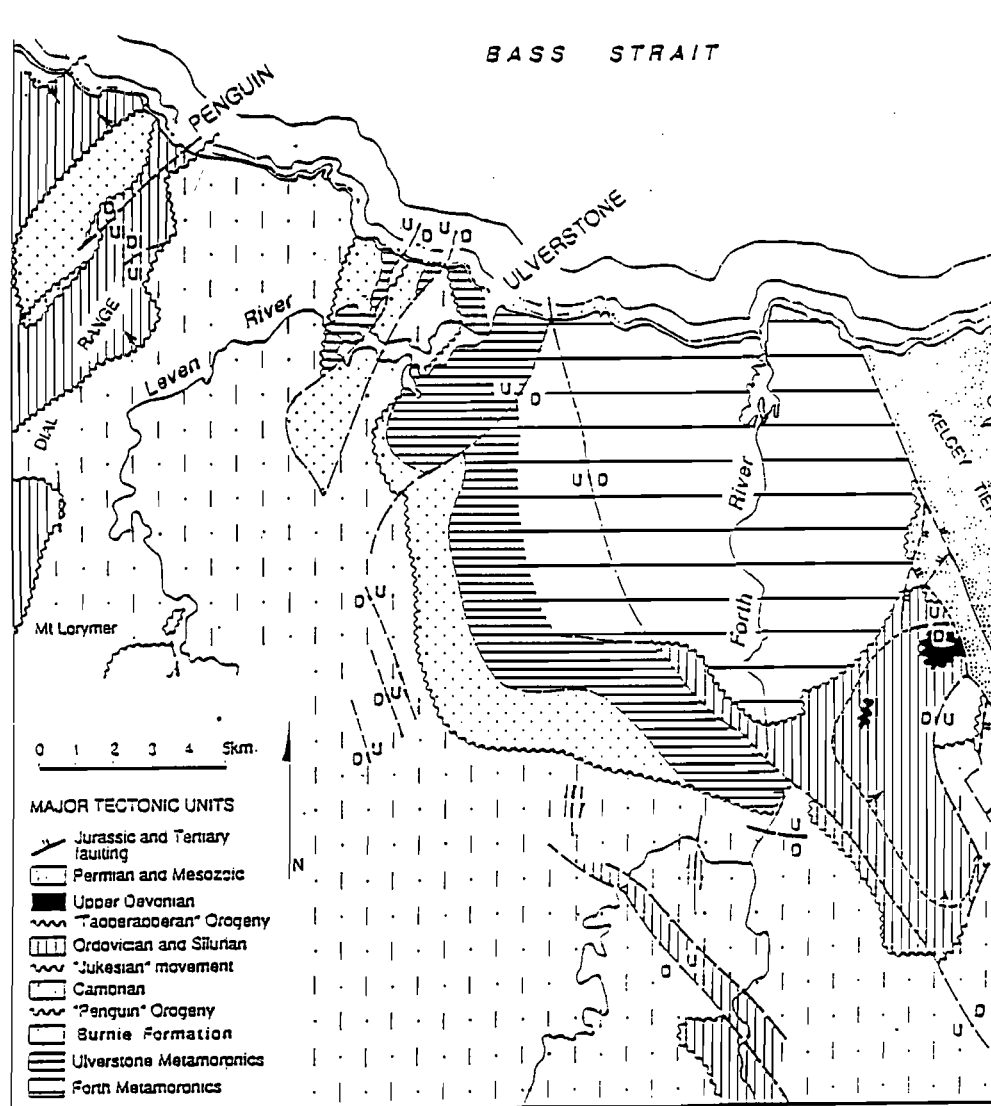 BASS STRAIT
PENGUIN
ULVERSTONE
Leven River
DIAL RANGE
Forth River
KELCEY TIE
Mt Lorymer
0 1 2 3 4 5km.
N
MAJOR TECTONIC UNITS
Jurassic and Tertiary
faulting
Permian and Mesozoic
Upper Devonian
"Tabberabberan" Orogeny
Ordovician and Silurian
"Jukesian" movement
Cambrian
"Penguin" Orogeny
Burnie Formation
Ulverstone Metamorphics
Forth Metamorphics
D
U
D
U
U
D
U
D
U
D
U
D
D
U
D
U
D
U
U
D
D
U
U
D
D
U
U
D